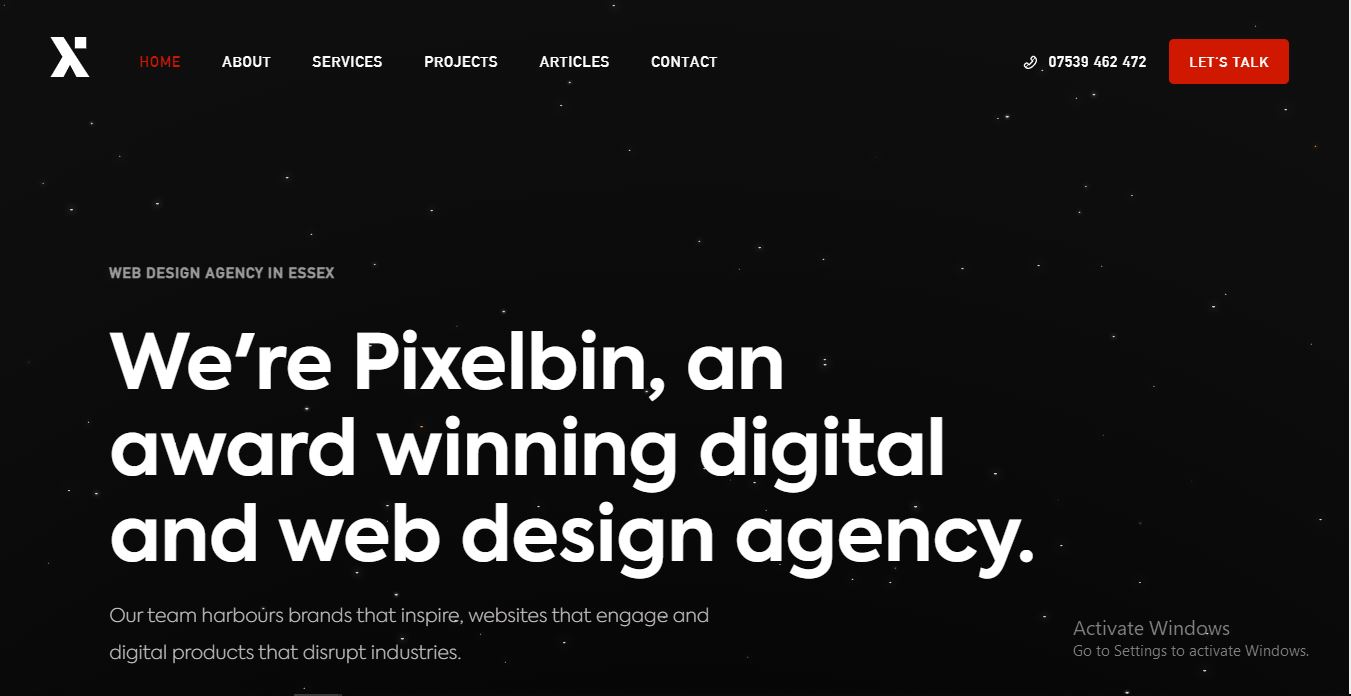 HOME ABOUT SERVICES PROJECTS ARTICLES CONTACT 07539 462 472 LET'S TALK
WEB DESIGN AGENCY IN ESSEX
We're Pixelbin, an
award winning digital
and web design agency.
Our team harbours brands that inspire, websites that engage and
digital products that disrupt industries.
Activate Windows
Go to Settings to activate Windows.